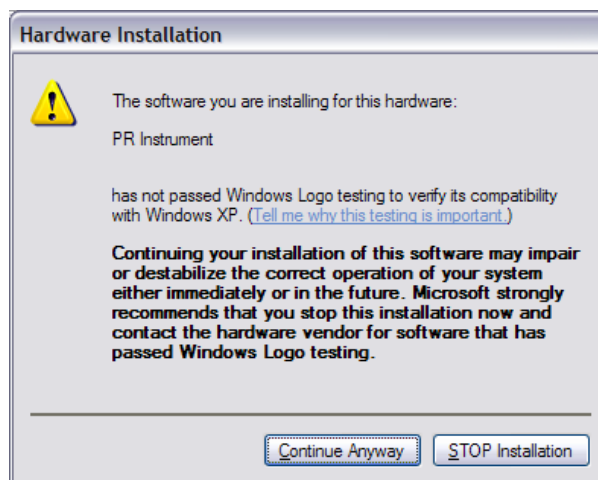 Hardware Installation
The software you are installing for this hardware:
PR Instrument
has not passed Windows Logo testing to verify its compatibility
with Windows XP. (Tell me why this testing is important.)
Continuing your installation of this software may impair
or destabilize the correct operation of your system
either immediately or in the future. Microsoft strongly
recommends that you stop this installation now and
contact the hardware vendor for software that has
passed Windows Logo testing.
Continue Anyway STOP Installation